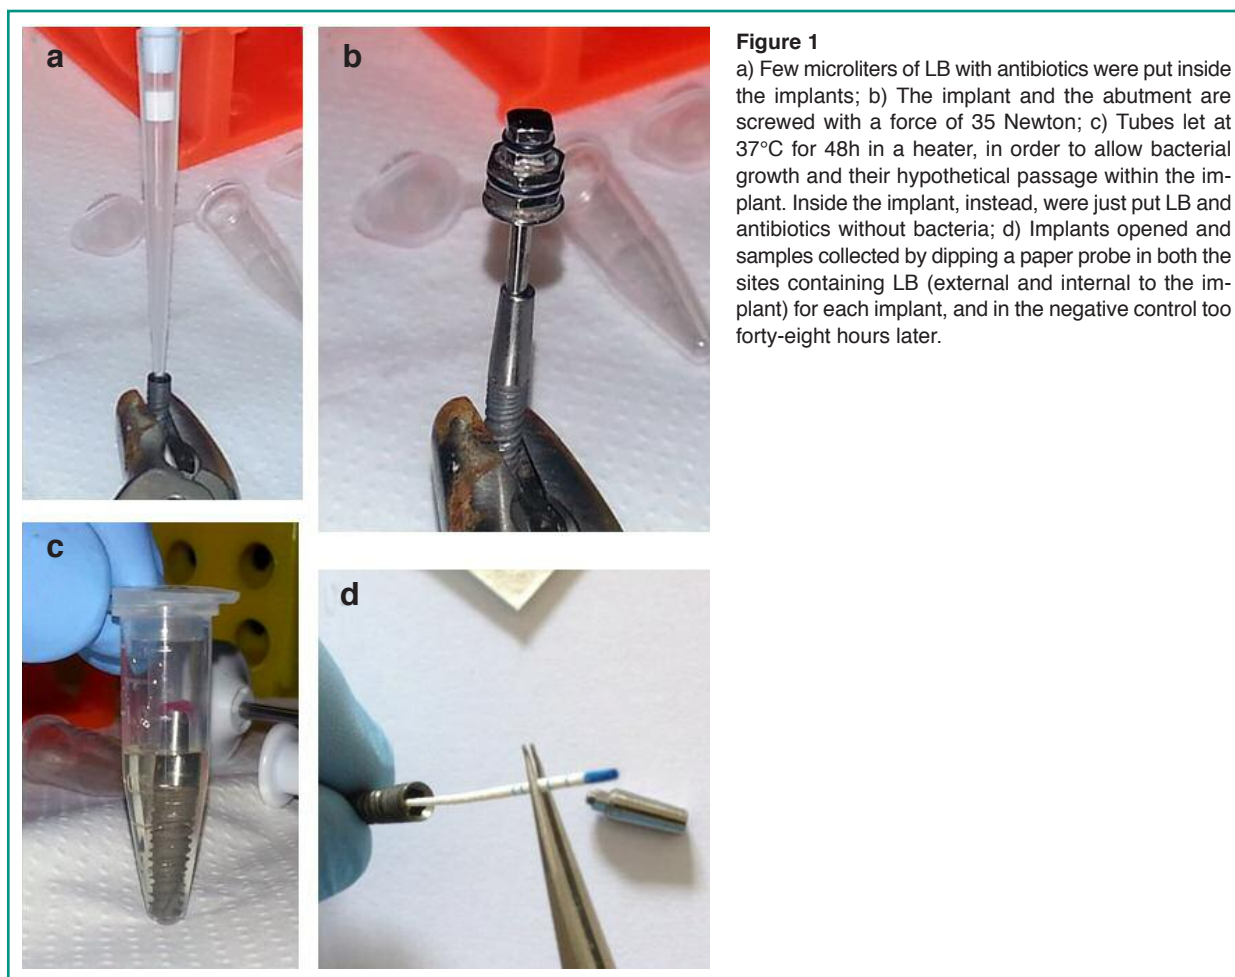 a
b
c
d
Figure 1
a) Few microliters of LB with antibiotics were put inside
the implants; b) The implant and the abutment are
screwed with a force of 35 Newton; c) Tubes let at
37°C for 48h in a heater, in order to allow bacterial
growth and their hypothetical passage within the im-
plant. Inside the implant, instead, were just put LB and
antibiotics without bacteria; d) Implants opened and
samples collected by dipping a paper probe in both the
sites containing LB (external and internal to the im-
plant) for each implant, and in the negative control too
forty-eight hours later.